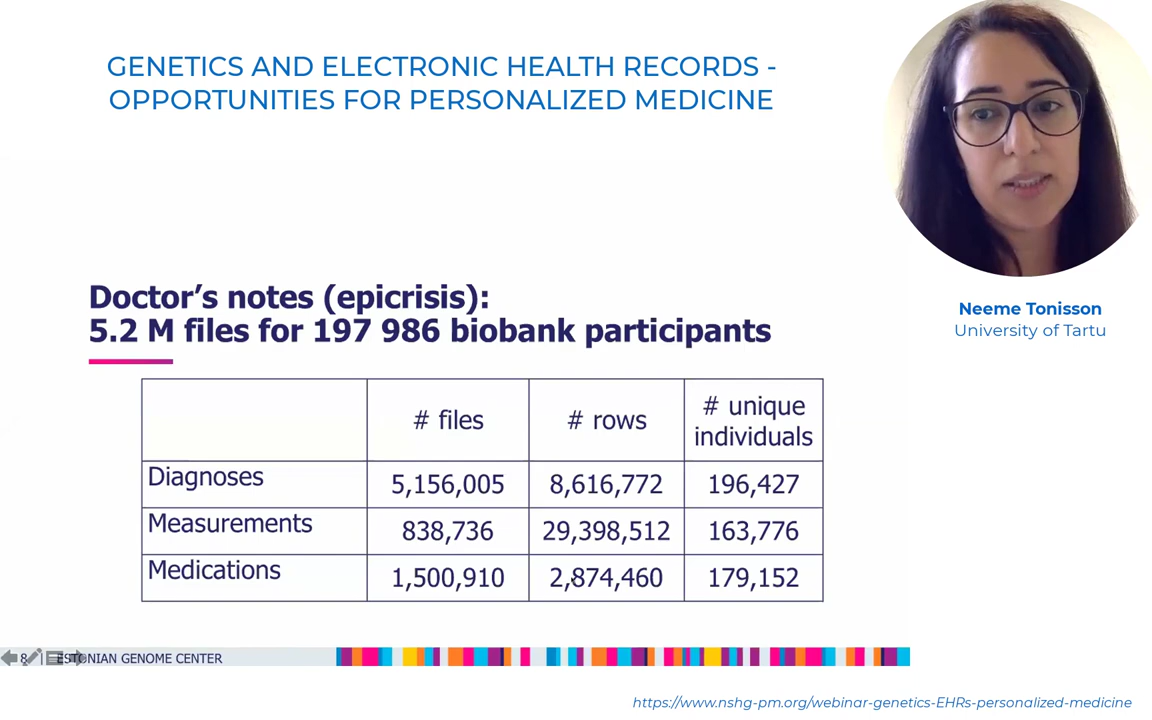 GENETICS AND ELECTRONIC HEALTH RECORDS -
OPPORTUNITIES FOR PERSONALIZED MEDICINE
Neeme Tonisson
University of Tartu
Doctor's notes (epicrisis):
5.2 M files for 197 986 biobank participants
# files # rows # unique individuals
Diagnoses 5,156,005 8,616,772 196,427
Measurements 838,736 29,398,512 163,776
Medications 1,500,910 2,874,460 179,152
8 | ESTONIAN GENOME CENTER
https://www.nshg-pm.org/webinar-genetics-EHRs-personalized-medicine